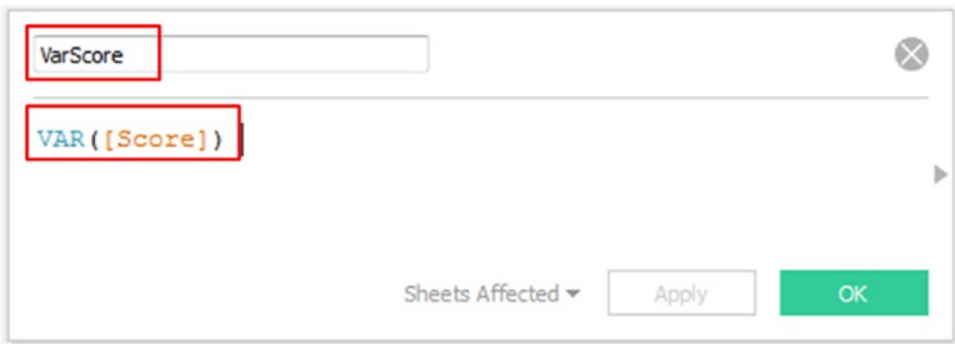 VarScore
VAR([Score])
Sheets Affected
Apply
OK